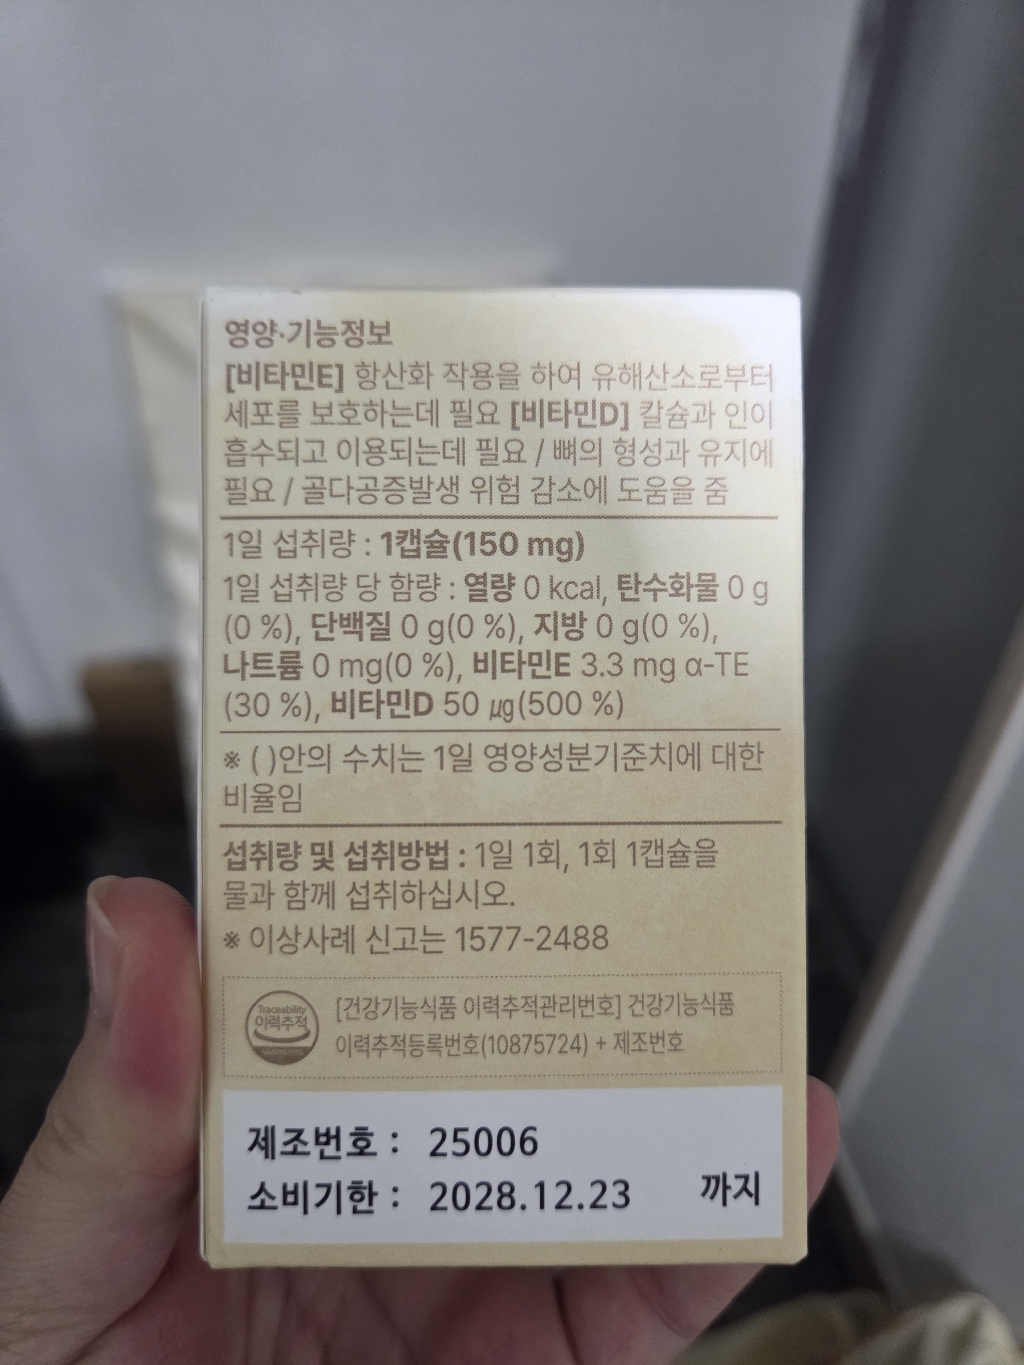 영양·기능정보
[비타민E] 항산화 작용을 하여 유해산소로부터
세포를 보호하는데 필요 [비타민D] 칼슘과 인이
흡수되고 이용되는데 필요 / 뼈의 형성과 유지에
필요 / 골다공증발생 위험 감소에 도움을 줌
1일 섭취량 : 1캡슐(150 mg)
1일 섭취량 당 함량 : 열량 0 kcal, 탄수화물 0 g
(0 %), 단백질 0 g(0 %), 지방 0 g(0 %),
나트륨 0 mg(0 %), 비타민E 3.3 mg α-TE
(30 %), 비타민D 50 ㎍(500 %)
※ ( )안의 수치는 1일 영양성분기준치에 대한
비율임
섭취량 및 섭취방법 : 1일 1회, 1회 1캡슐을
물과 함께 섭취하십시오.
※ 이상사례 신고는 1577-2488
Traceability
이력추적
[건강기능식품 이력추적관리번호] 건강기능식품
이력추적등록번호(10875724) + 제조번호
제조번호 : 25006
소비기한 : 2028.12.23 까지